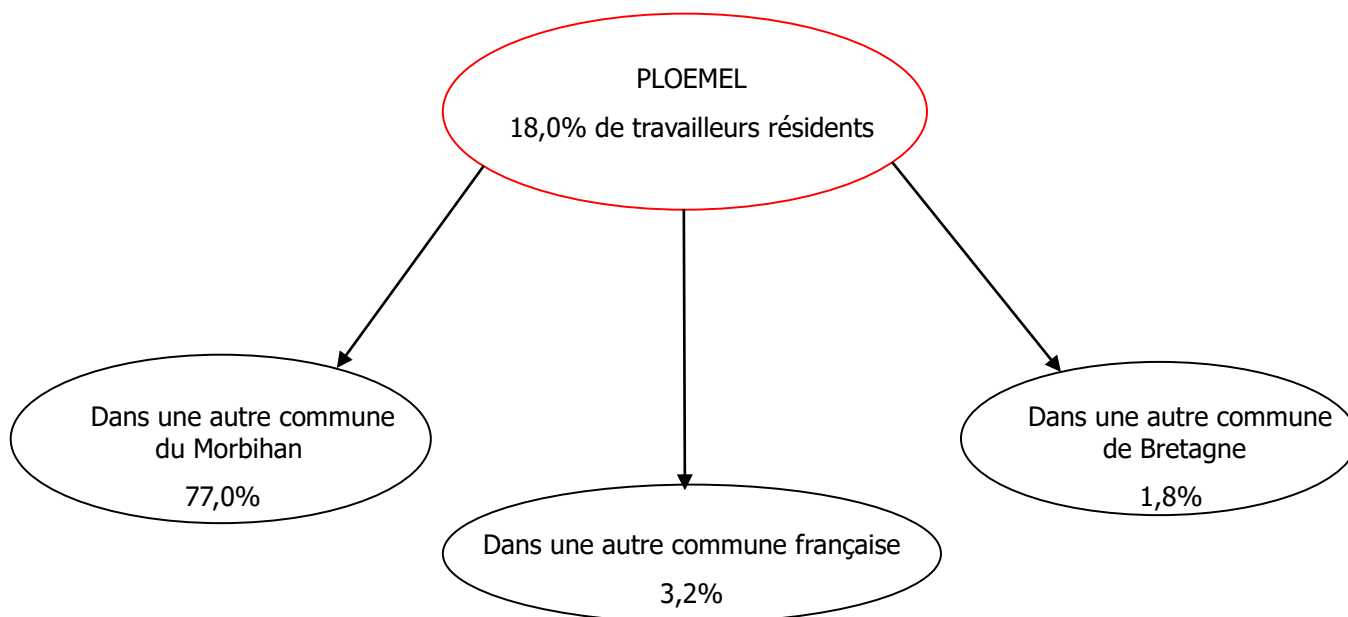 PLOEMEL
18,0% de travailleurs résidents
Dans une autre commune
du Morbihan
77,0%
Dans une autre commune française
3,2%
Dans une autre commune
de Bretagne
1,8%